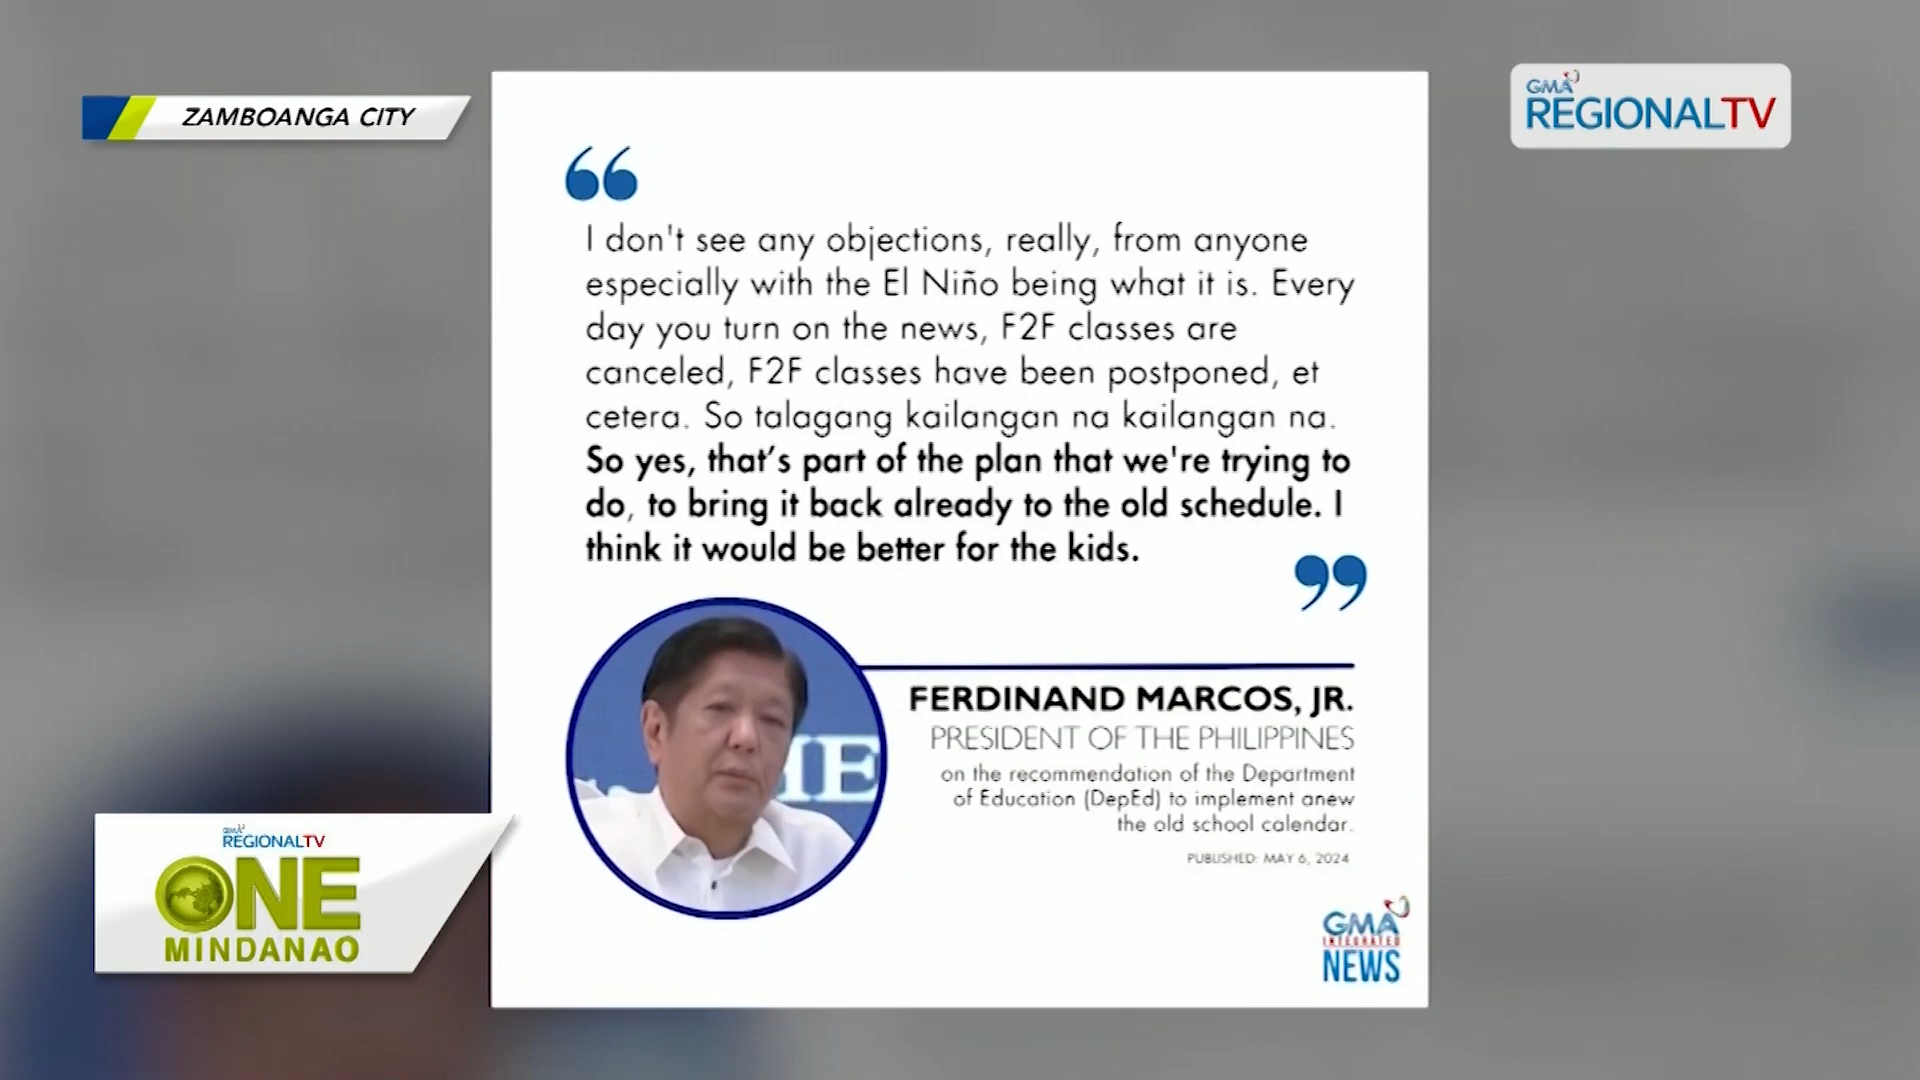 ZAMBOANGA CITY
GMA
REGIONALTV
“
I don't see any objections, really, from anyone
especially with the El Niño being what it is. Every
day you turn on the news, F2F classes are
canceled, F2F classes have been postponed, et
cetera. So talagang kailangan na kailangan na.
So yes, that’s part of the plan that we're trying to
do, to bring it back already to the old schedule. I
think it would be better for the kids.
”
FERDINAND MARCOS, JR.
PRESIDENT OF THE PHILIPPINES
on the recommendation of the Department
of Education (DepEd) to implement anew
the old school calendar.
PUBLISHED: MAY 6, 2024
GMA
REGIONALTV
ONE
MINDANAO
GMA
INTEGRATED
NEWS